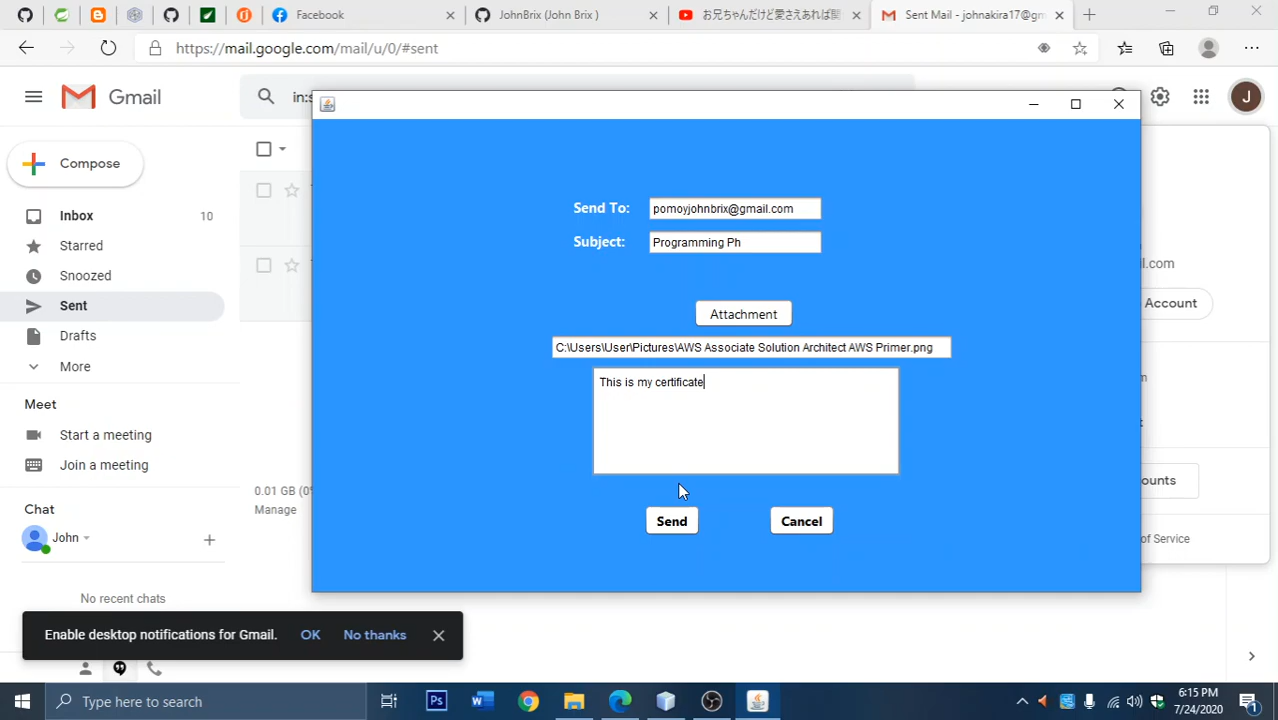 Facebook
JohnBrix (John Brix )
お兄ちゃんだけど愛さえあれば関
Sent Mail - johnakira17@gm
https://mail.google.com/mail/u/0/#sent
Gmail
in:s
J
Compose
Inbox 10
Starred
Snoozed
Sent
Drafts
More
Meet
Start a meeting
Join a meeting
Chat
John
No recent chats
0.01 GB (0%
Manage
Send To: pomoyjohnbrix@gmail.com
Subject: Programming Ph
Attachment
C:\Users\User\Pictures\AWS Associate Solution Architect AWS Primer.png
This is my certificate
Send
Cancel
il.com
Account
ounts
of Service
Enable desktop notifications for Gmail. OK No thanks
Type here to search
Ps
6:15 PM
7/24/2020
1